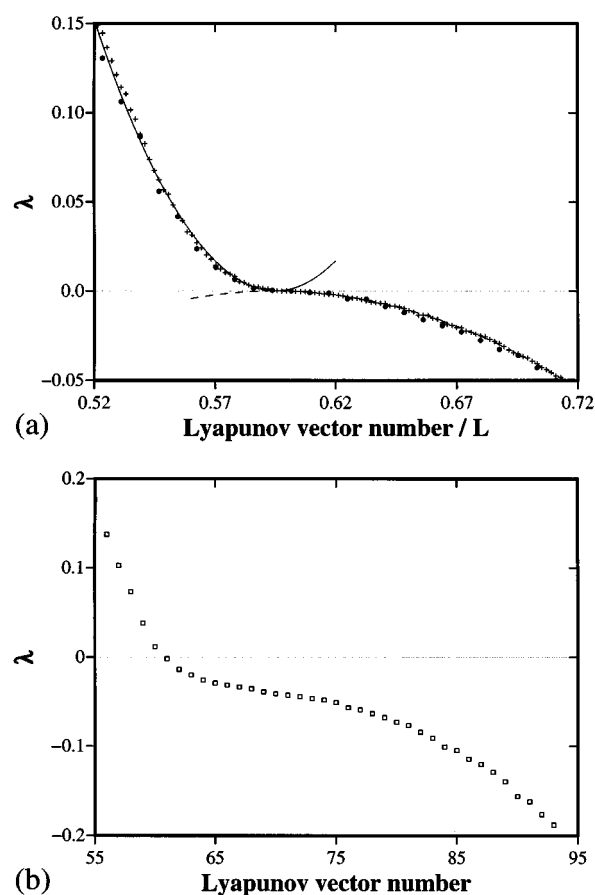 0.15
0.10
0.05
0.0
−0.05
λ
0.52 0.57 0.62 0.67 0.72
(a) Lyapunov vector number / L
0.2
0.1
0
−0.1
−0.2
λ
55 65 75 85 95
(b) Lyapunov vector number